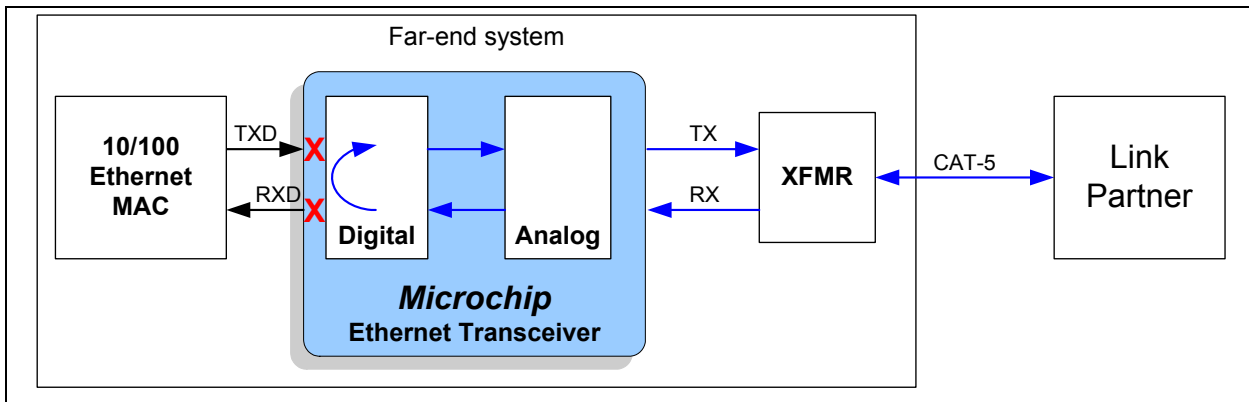 Far-end system
10/100
Ethernet
MAC
TXD
RXD
X
X
Digital
Analog
Microchip
Ethernet Transceiver
TX
RX
XFMR
CAT-5
Link
Partner